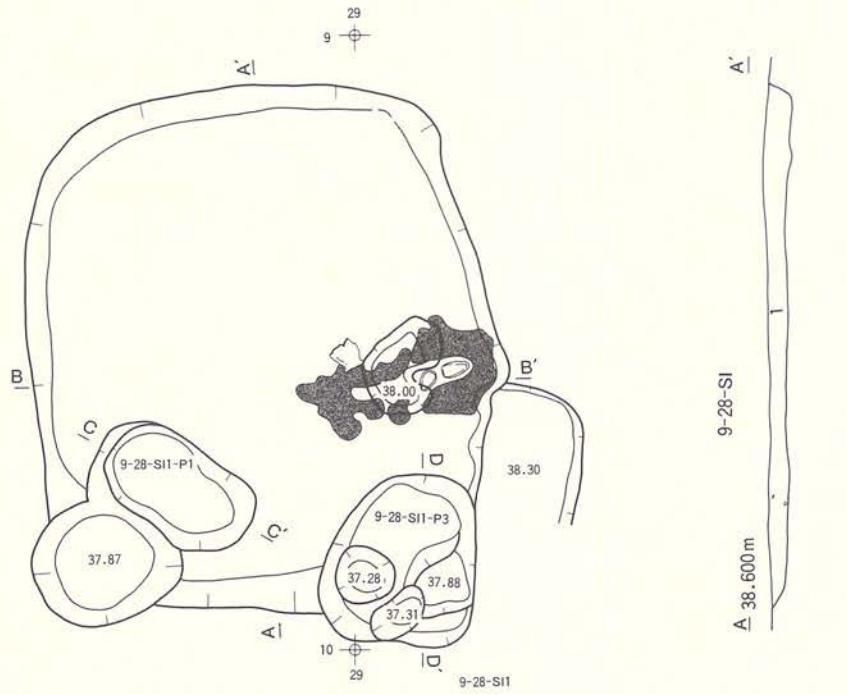 29
9
A'
A'
B
B'
38.00
C
9-28-SI1-P1
38.30
D
9-28-SI1-P3
C'
9-28-SI
37.87
37.28
37.88
37.31
A
A 38.600m
10
29
D'
9-28-SI1